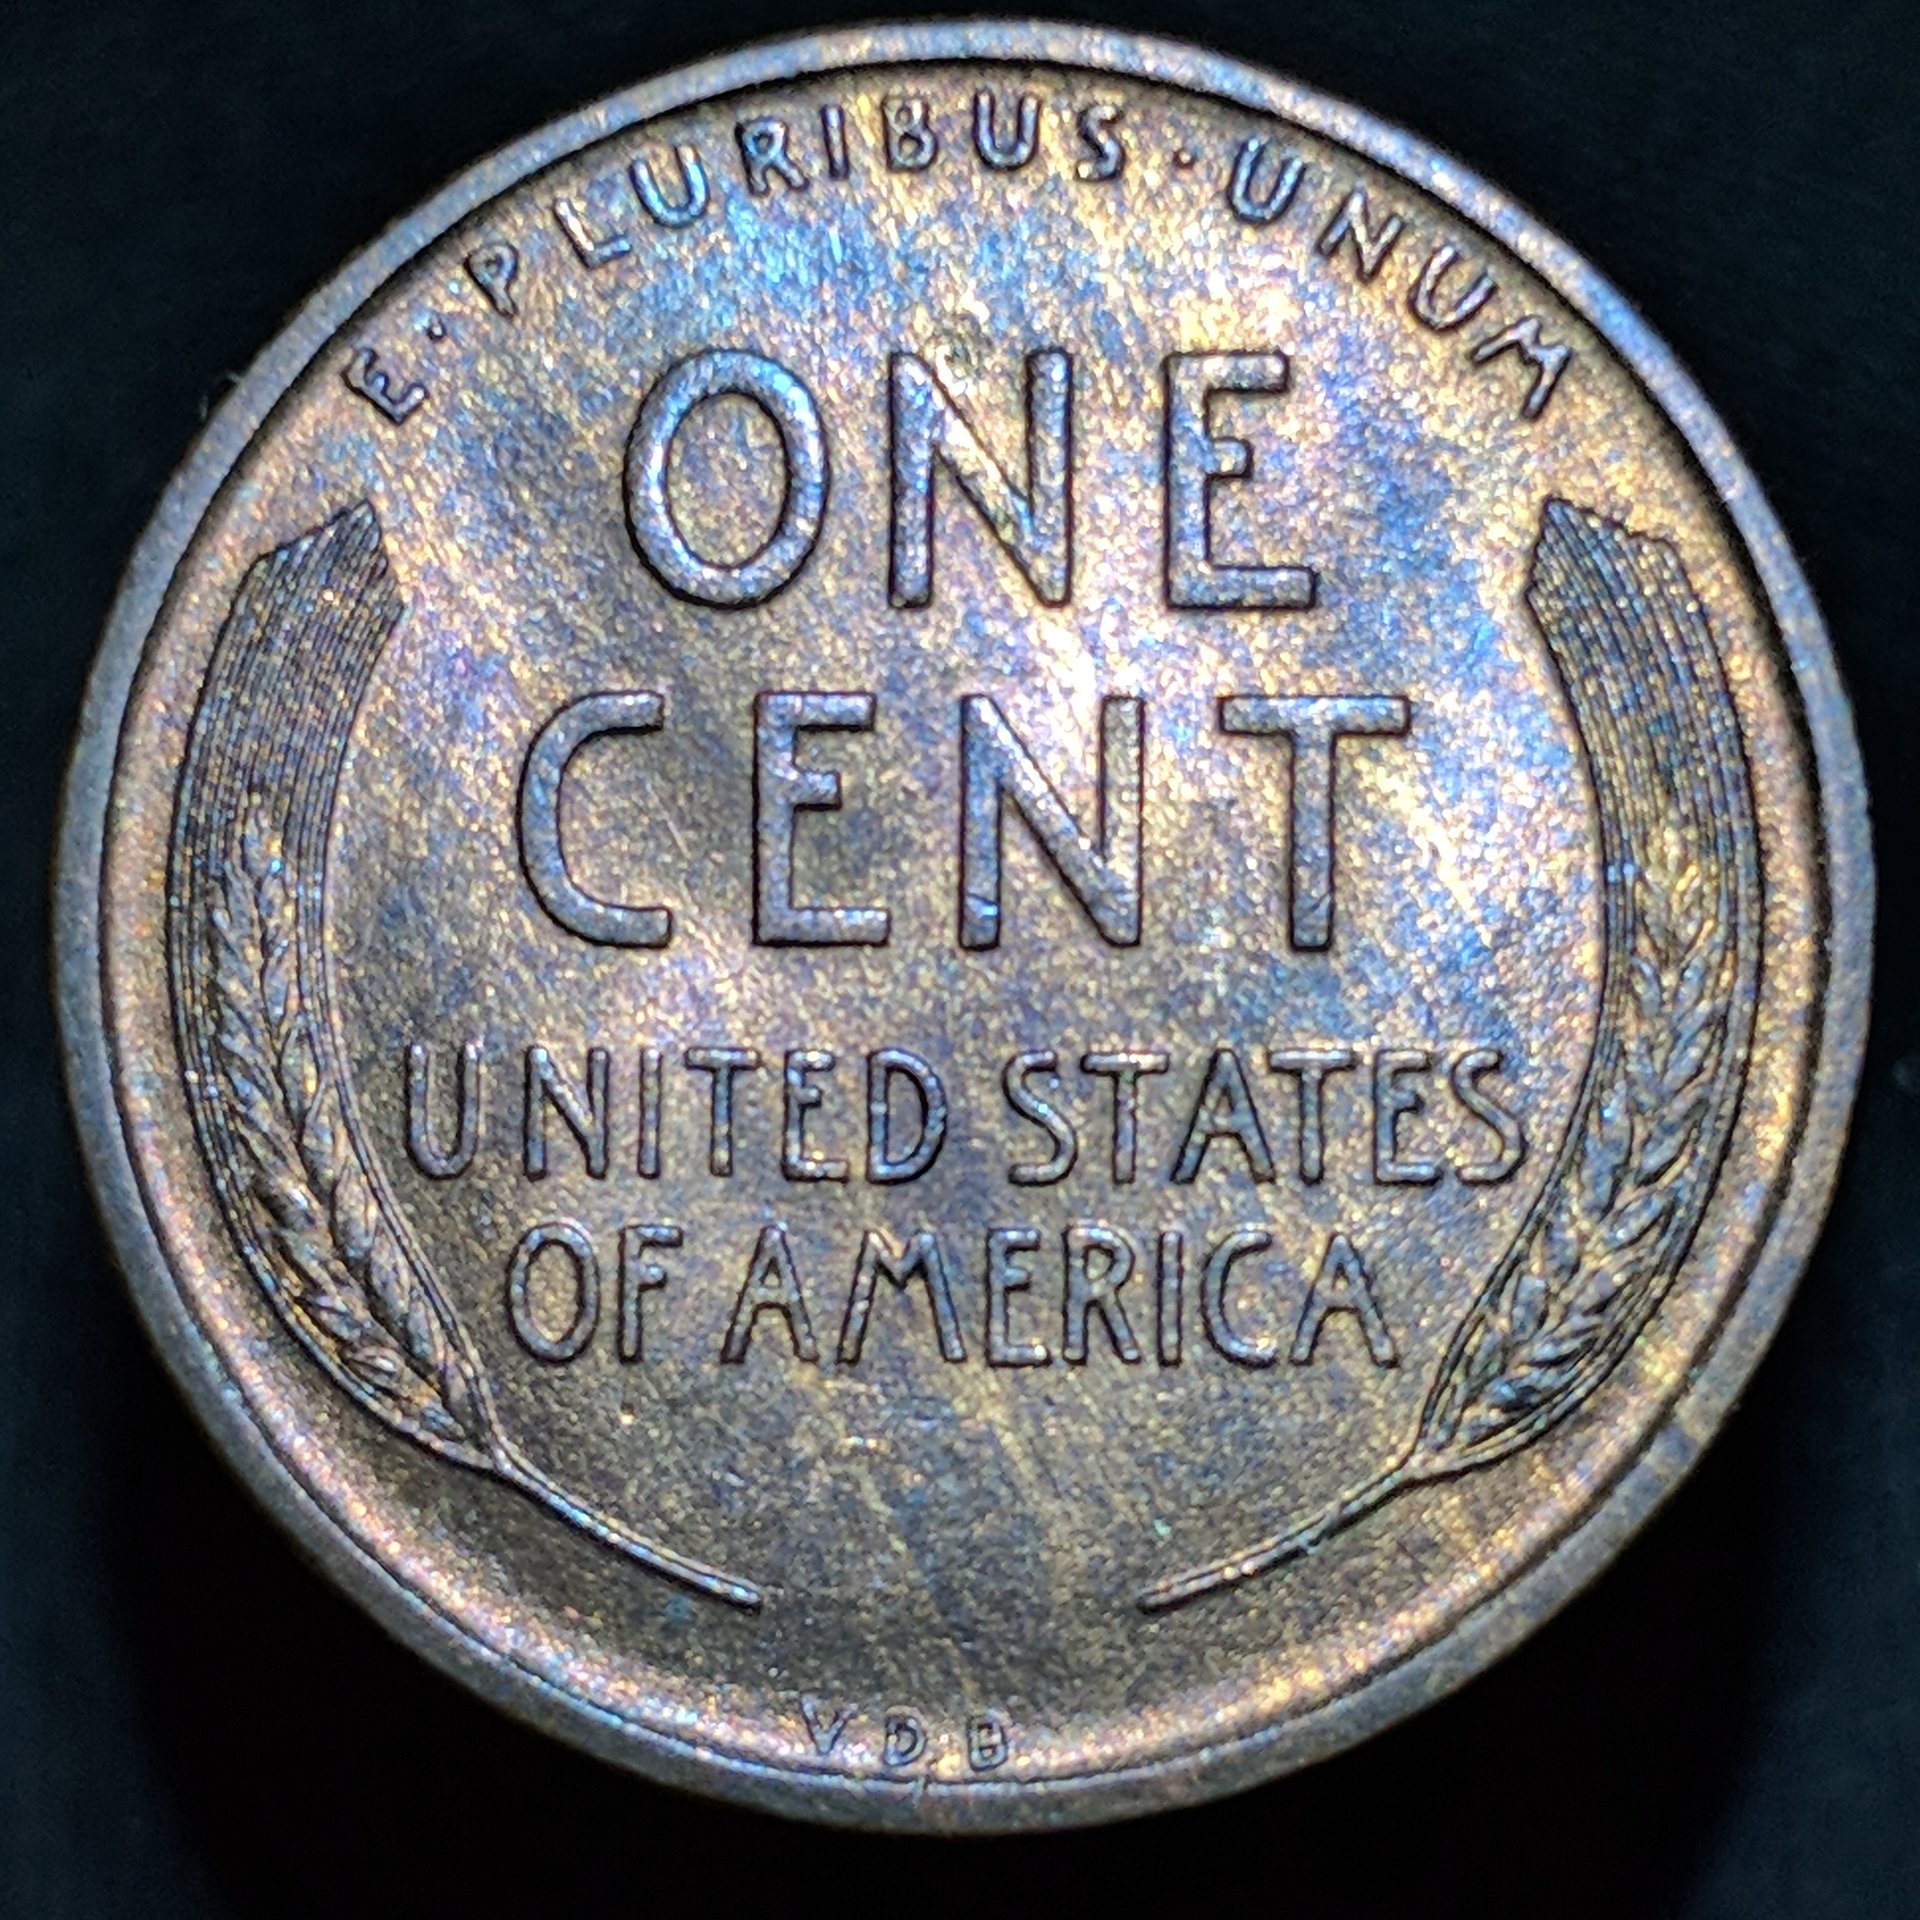 E·PLURIBUS·UNUM
ONE
CENT
UNITED STATES
OF AMERICA
V.D.B.